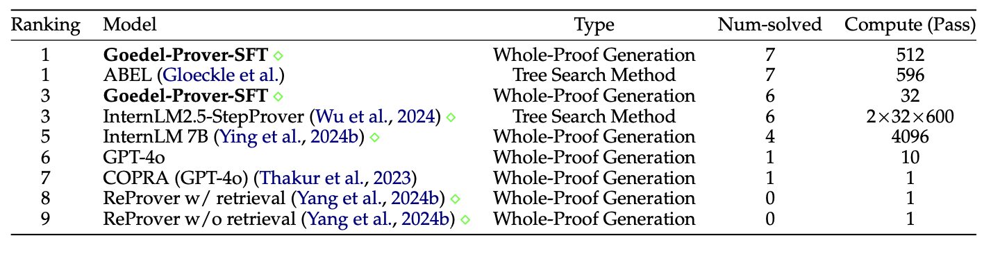 Ranking Model Type Num-solved Compute (Pass)
1 Goedel-Prover-SFT ◇ Whole-Proof Generation 7 512
1 ABEL (Gloeckle et al.) Tree Search Method 7 596
3 Goedel-Prover-SFT ◇ Whole-Proof Generation 6 32
3 InternLM2.5-StepProver (Wu et al., 2024) ◇ Tree Search Method 6 2×32×600
5 InternLM 7B (Ying et al., 2024b) ◇ Whole-Proof Generation 4 4096
6 GPT-4o Whole-Proof Generation 1 10
7 COPRA (GPT-4o) (Thakur et al., 2023) Whole-Proof Generation 1 1
8 ReProver w/ retrieval (Yang et al., 2024b) ◇ Whole-Proof Generation 0 1
9 ReProver w/o retrieval (Yang et al., 2024b) ◇ Whole-Proof Generation 0 1